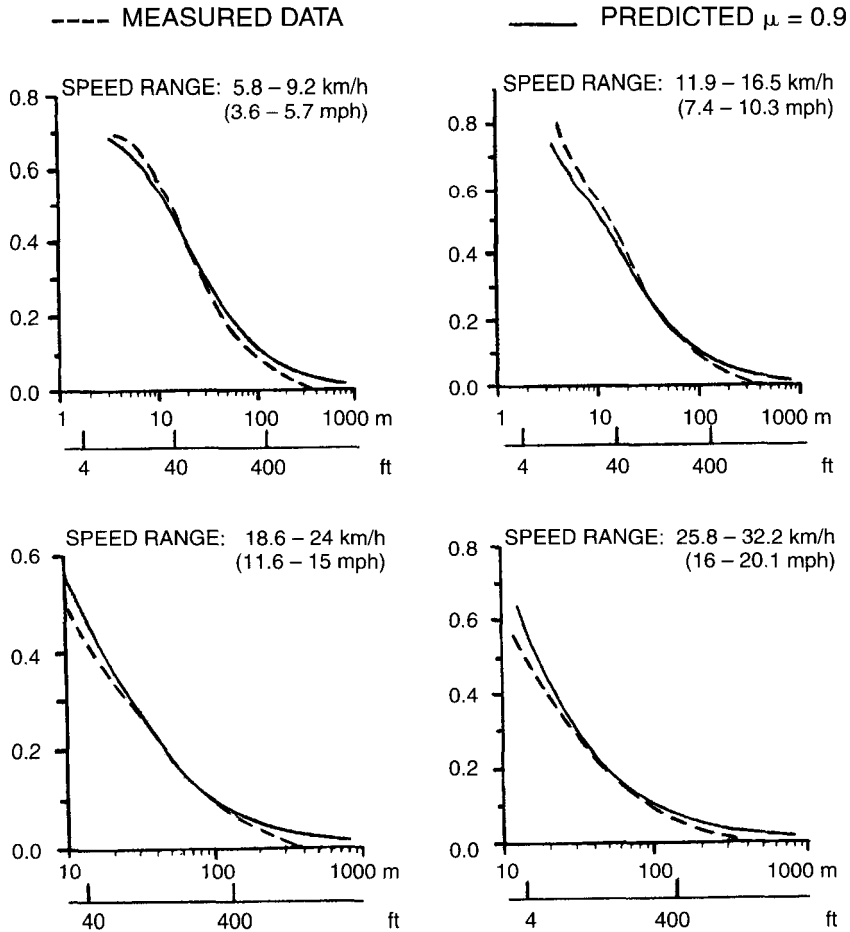 MEASURED DATA
PREDICTED μ = 0.9
SPEED RANGE: 5.8 – 9.2 km/h
(3.6 – 5.7 mph)
0.8
0.6
0.4
0.2
0.0
1 10 100 1000 m
4 40 400 ft
SPEED RANGE: 11.9 – 16.5 km/h
(7.4 – 10.3 mph)
0.8
0.6
0.4
0.2
0.0
1 10 100 1000 m
4 40 400 ft
SPEED RANGE: 18.6 – 24 km/h
(11.6 – 15 mph)
0.6
0.4
0.2
0.0
10 100 1000 m
40 400 ft
SPEED RANGE: 25.8 – 32.2 km/h
(16 – 20.1 mph)
0.8
0.6
0.4
0.2
0.0
10 100 1000 m
4 400 ft